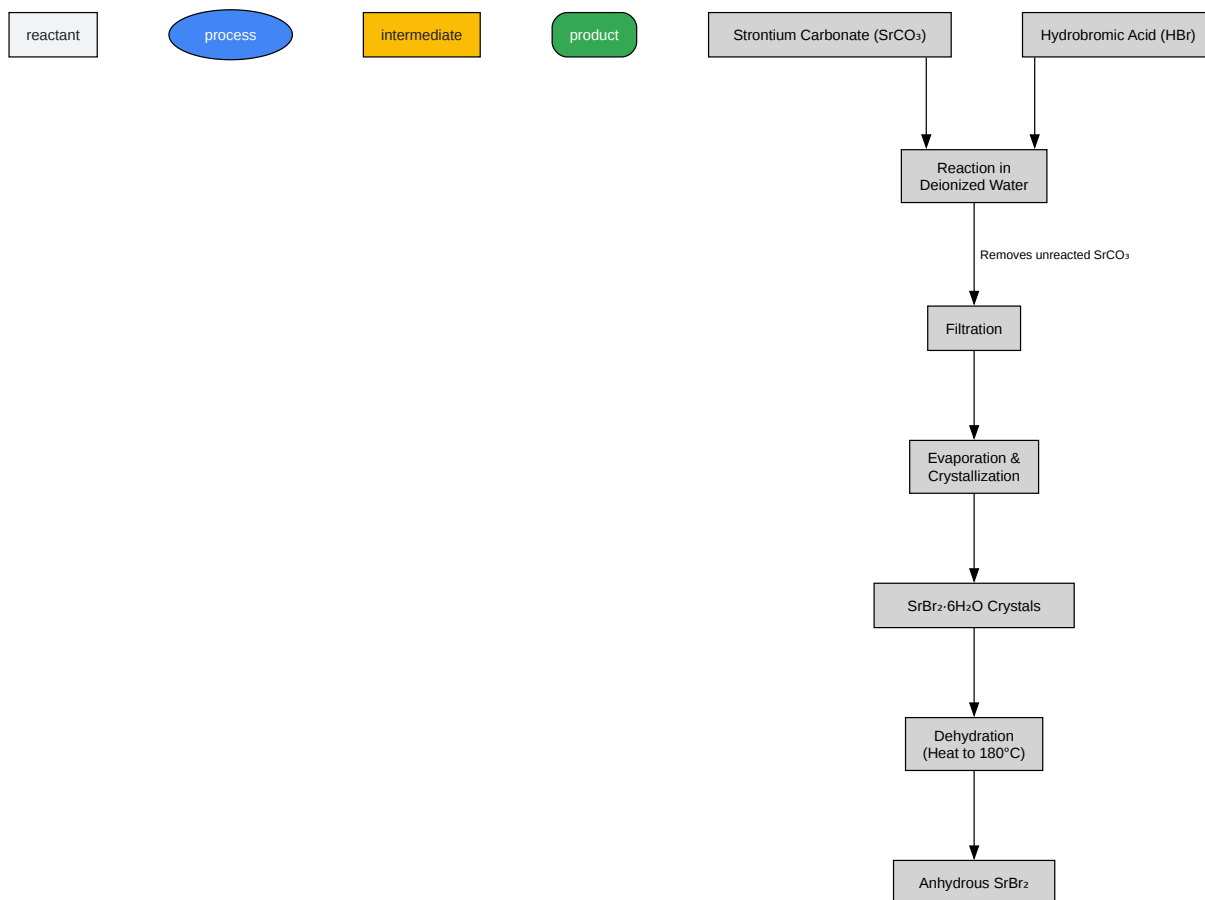 reactant
process
intermediate
product
Strontium Carbonate (SrCO₃)
Hydrobromic Acid (HBr)
Reaction in
Deionized Water
Removes unreacted SrCO₃
Filtration
Evaporation &
Crystallization
SrBr₂·6H₂O Crystals
Dehydration
(Heat to 180°C)
Anhydrous SrBr₂